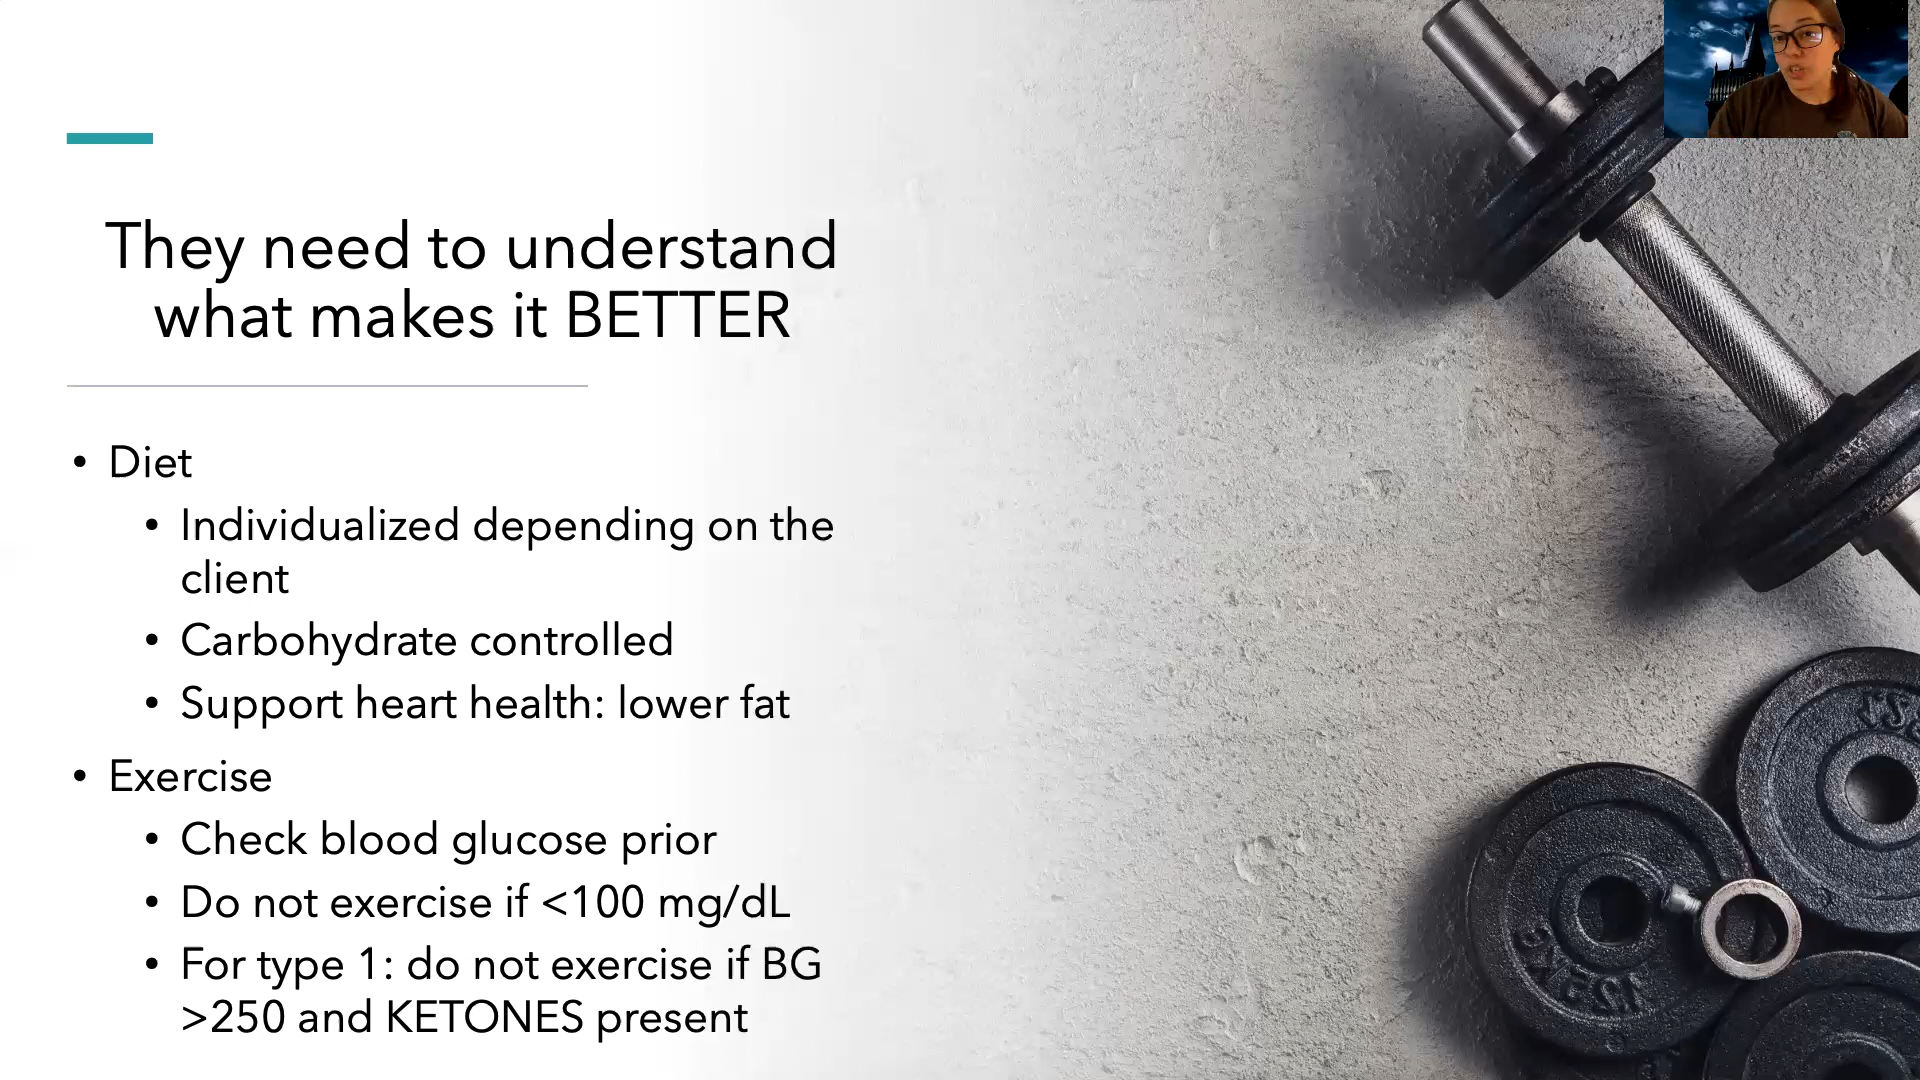 They need to understand
what makes it BETTER
• Diet
• Individualized depending on the
client
• Carbohydrate controlled
• Support heart health: lower fat
• Exercise
• Check blood glucose prior
• Do not exercise if <100 mg/dL
• For type 1: do not exercise if BG
>250 and KETONES present